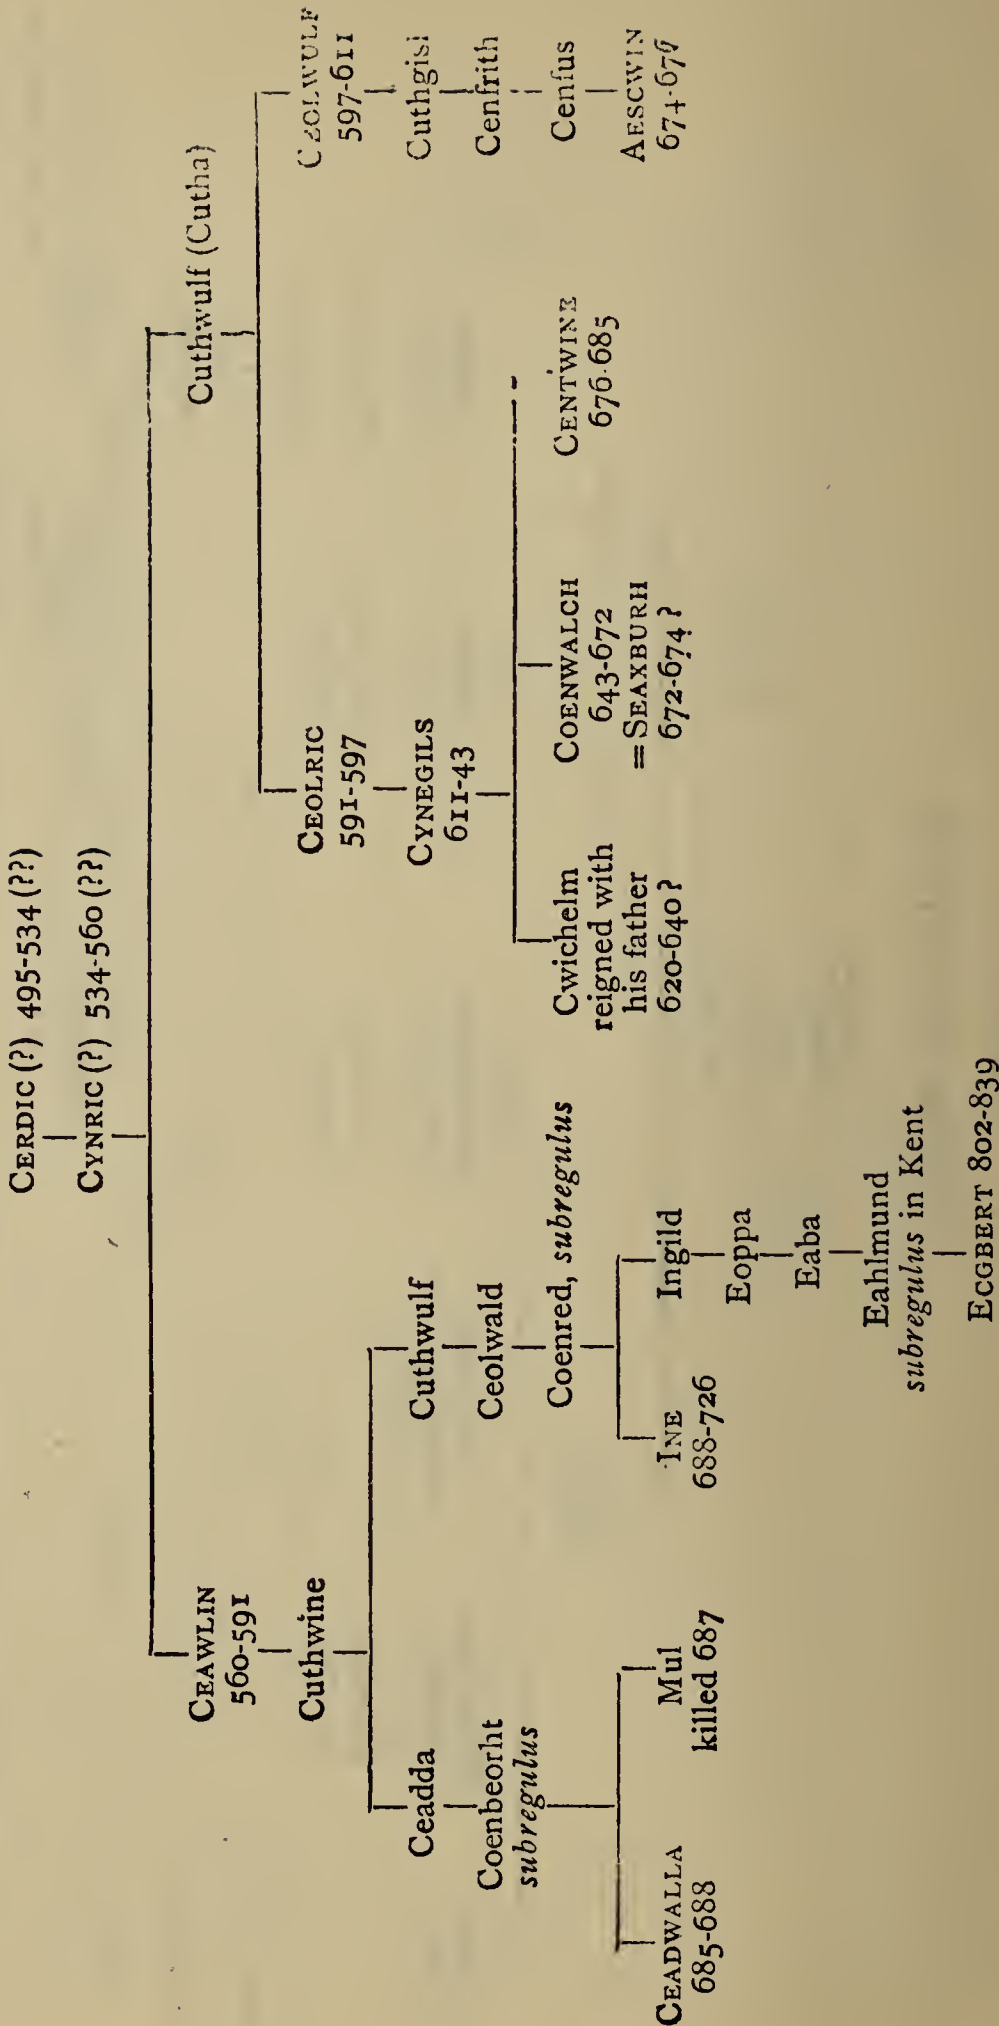 CERDIC (?) 495-534 (??)
CYNRIC (?) 534-560 (??)
CEAWLIN
560-591
Cuthwulf (Cutha)
Cuthwine
CEOLRIC
591-597
CEOLWULF
597-611
Ceadda
Cuthwulf
CYNEGILS
611-43
Cuthgisl
Coenbeorht
subregulus
Ceolwald
Cenfrith
Coenred, subregulus
Cwichelm
reigned with
his father
620-640?
COENWALCH
643-672
=SEAXBURH
672-674?
CENTWINE
676-685
Cenfus
CEADWALLA
685-688
Mul
killed 687
INE
688-726
Ingild
AESCWIN
674-676
Eoppa
Eaba
Eahlmund
subregulus in Kent
ECGBERT 802-839